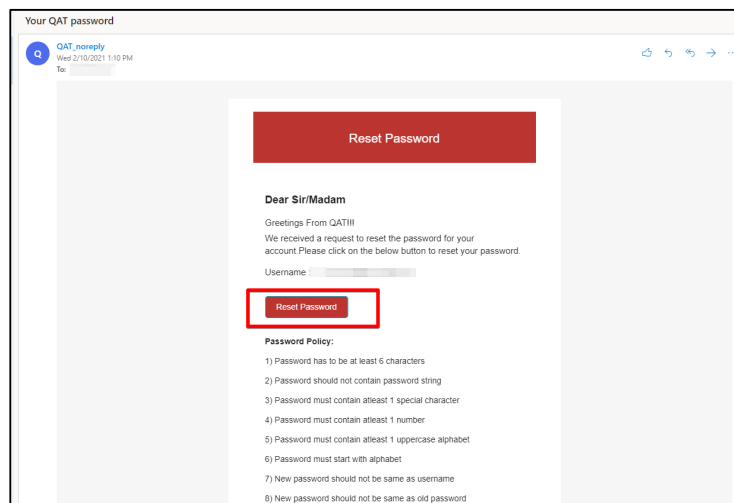 Your QAT password
Q
QAT_noreply
Wed 2/10/2021 1:10 PM
To:
Reset Password
Dear Sir/Madam
Greetings From QAT!!!
We received a request to reset the password for your
account.Please click on the below button to reset your password.
Username :
Reset Password
Password Policy:
1) Password has to be at least 6 characters
2) Password should not contain password string
3) Password must contain atleast 1 special character
4) Password must contain atleast 1 number
5) Password must contain atleast 1 uppercase alphabet
6) Password must start with alphabet
7) New password should not be same as username
8) New password should not be same as old password